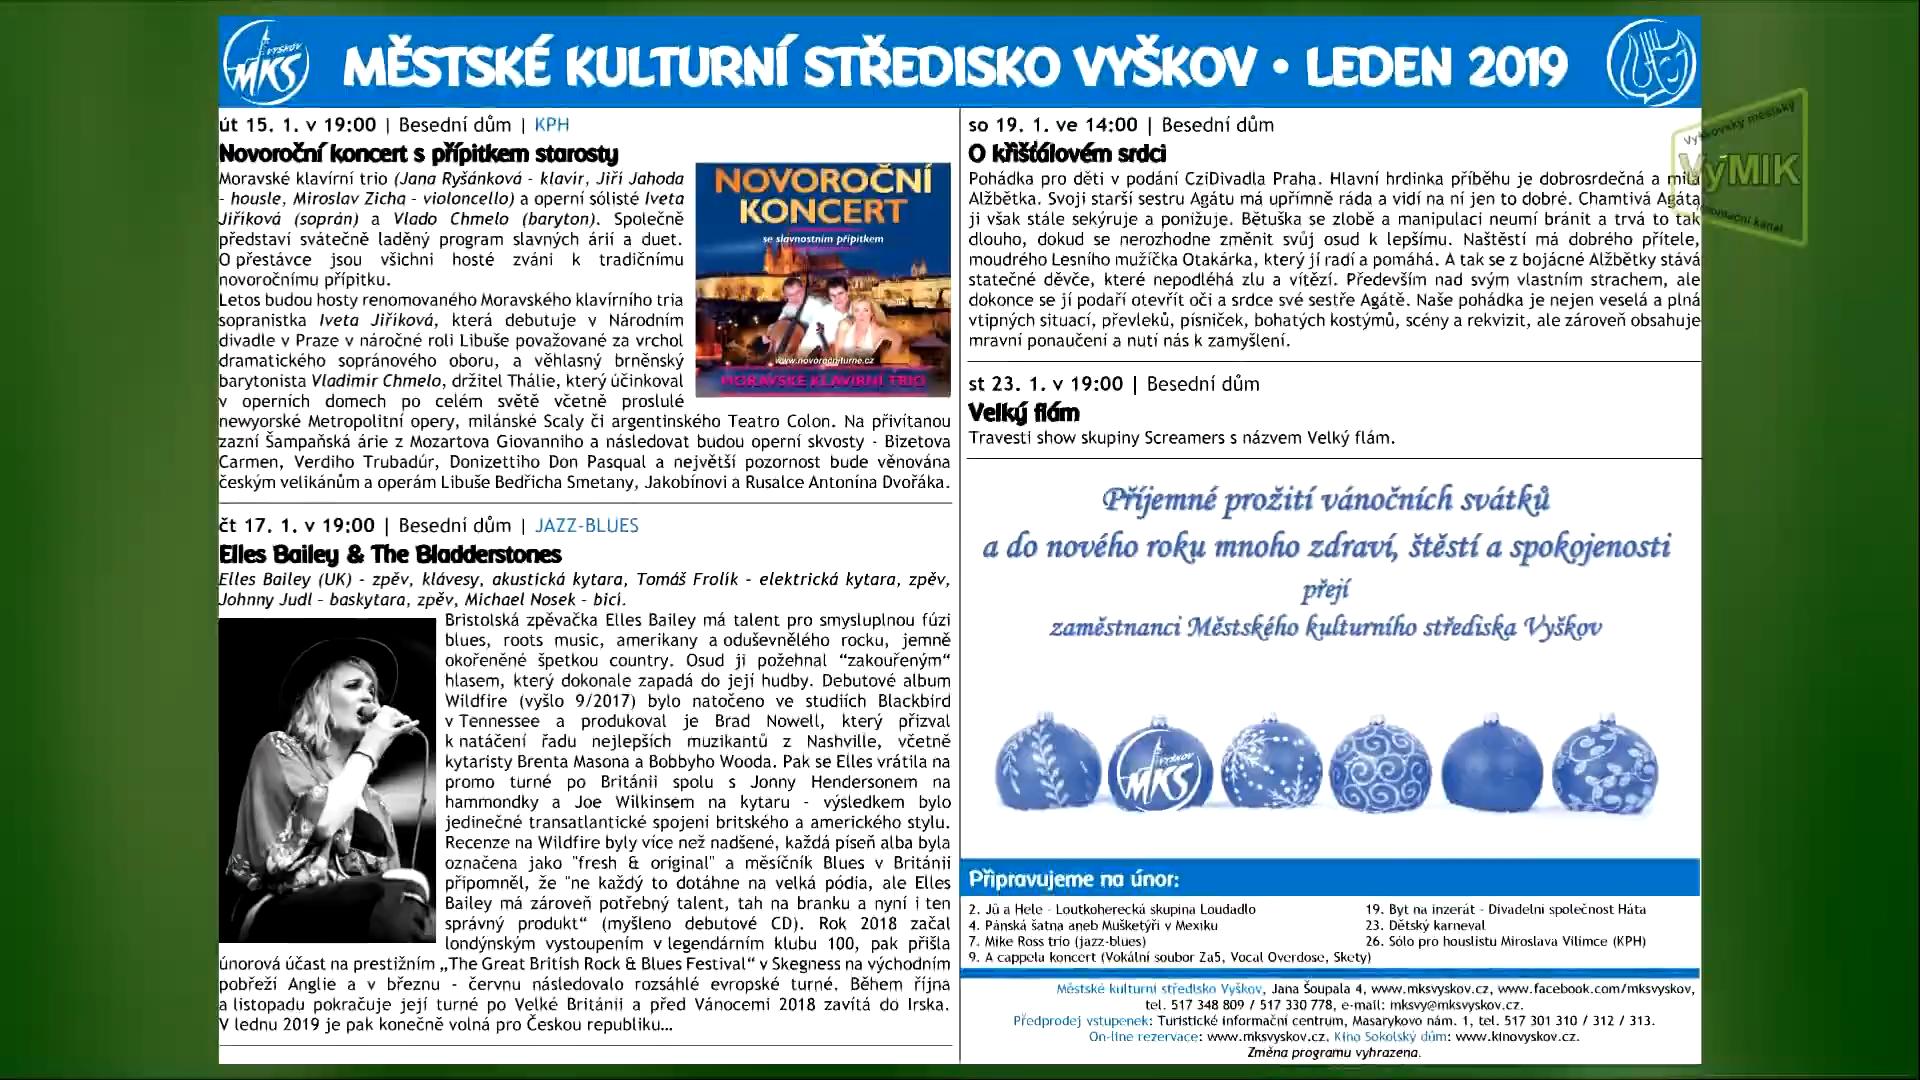 VYŠKOV
MKS
MĚSTSKÉ KULTURNÍ STŘEDISKO VYŠKOV • LEDEN 2019
út 15. 1. v 19:00 | Besední dům | KPH
Novoroční koncert s přípitkem starosty
Moravské klavírní trio (Jana Ryšánková - klavír, Jiří Jahoda
- housle, Miroslav Zicha - violoncello) a operní sólisté Iveta
Jiříková (soprán) a Vlado Chmelo (baryton). Společně
představí svátečně laděný program slavných árií a duet.
O přestávce jsou všichni hosté zváni k tradičnímu
novoročnímu přípitku.
Letos budou hosty renomovaného Moravského klavírního tria
sopranistka Iveta Jiříková, která debutuje v Národním
divadle v Praze v náročné roli Libuše považované za vrchol
dramatického sopránového oboru, a věhlasný brněnský
barytonista Vladimír Chmelo, držitel Thálie, který účinkoval
v operních domech po celém světě včetně proslulé
newyorské Metropolitní opery, milánské Scaly či argentinského Teatro Colon. Na přivítanou
zazní Šampaňská árie z Mozartova Giovanniho a následovat budou operní skvosty - Bizetova
Carmen, Verdiho Trubadúr, Donizettiho Don Pasqual a největší pozornost bude věnována
českým velikánům a operám Libuše Bedřicha Smetany, Jakobínovi a Rusalce Antonína Dvořáka.
NOVOROČNÍ
KONCERT
se slavnostním přípitkem
www.novorocniturne.cz
MORAVSKÉ KLAVÍRNÍ TRIO
čt 17. 1. v 19:00 | Besední dům | JAZZ-BLUES
Elles Bailey & The Bladderstones
Elles Bailey (UK) - zpěv, klávesy, akustická kytara, Tomáš Frolík - elektrická kytara, zpěv,
Johnny Judl - baskytara, zpěv, Michael Nosek - bicí.
Bristolská zpěvačka Elles Bailey má talent pro smysluplnou fúzi
blues, roots music, amerikany a oduševnělého rocku, jemně
okořeněné špetkou country. Osud ji požehnal “zakouřeným“
hlasem, který dokonale zapadá do její hudby. Debutové album
Wildfire (vyšlo 9/2017) bylo natočeno ve studiích Blackbird
v Tennessee a produkoval je Brad Nowell, který přizval
k natáčení řadu nejlepších muzikantů z Nashville, včetně
kytaristy Brenta Masona a Bobbyho Wooda. Pak se Elles vrátila na
promo turné po Británii spolu s Jonny Hendersonem na
hammondky a Joe Wilkinsem na kytaru - výsledkem bylo
jedinečné transatlantické spojení britského a amerického stylu.
Recenze na Wildfire byly více než nadšené, každá píseň alba byla
označena jako "fresh & original" a měsíčník Blues v Británii
připomněl, že "ne každý to dotáhne na velká pódia, ale Elles
Bailey má zároveň potřebný talent, tah na branku a nyní i ten
správný produkt“ (myšleno debutové CD). Rok 2018 začal
londýnským vystoupením v legendárním klubu 100, pak přišla
únorová účast na prestižním „The Great British Rock & Blues Festival“ v Skegness na východním
pobřeží Anglie a v březnu - červnu následovalo rozsáhlé evropské turné. Během října
a listopadu pokračuje její turné po Velké Británii a před Vánocemi 2018 zavítá do Irska.
V lednu 2019 je pak konečně volná pro Českou republiku…
so 19. 1. ve 14:00 | Besední dům
O křišťálovém srdci
Pohádka pro děti v podání CziDivadla Praha. Hlavní hrdinka příběhu je dobrosrdečná a milá
Alžbětka. Svoji starší sestru Agátu má upřímně ráda a vidí na ní jen to dobré. Chamtivá Agáta
ji však stále sekýruje a ponižuje. Bětuška se zlobě a manipulaci neumí bránit a trvá to tak
dlouho, dokud se nerozhodne změnit svůj osud k lepšímu. Naštěstí má dobrého přítele,
moudrého Lesního mužíčka Otakárka, který jí radí a pomáhá. A tak se z bojácné Alžbětky stává
statečné děvče, které nepodléhá zlu a vítězí. Především nad svým vlastním strachem, ale
dokonce se jí podaří otevřít oči a srdce své sestře Agátě. Naše pohádka je nejen veselá a plná
vtipných situací, převleků, písniček, bohatých kostýmů, scény a rekvizit, ale zároveň obsahuje
mravní ponaučení a nutí nás k zamyšlení.
Vyškovský městský
VyMIK
informační kanál
st 23. 1. v 19:00 | Besední dům
Velký flám
Travesti show skupiny Screamers s názvem Velký flám.
Příjemné prožití vánočních svátků
a do nového roku mnoho zdraví, štěstí a spokojenosti
přejí
zaměstnanci Městského kulturního střediska Vyškov
VYŠKOV
MKS
Připravujeme na únor:
2. Jů a Hele - Loutkoherecká skupina Loudadlo
4. Pánská šatna aneb Mušketýři v Mexiku
7. Mike Ross trio (jazz-blues)
9. A cappela koncert (Vokální soubor Za5, Vocal Overdose, Skety)
19. Byt na inzerát - Divadelní společnost Háta
23. Dětský karneval
26. Sólo pro houslistu Miroslava Vilímce (KPH)
Městské kulturní středisko Vyškov, Jana Šoupala 4, www.mksvyskov.cz, www.facebook.com/mksvyskov,
tel. 517 348 809 / 517 330 778, e-mail: mksvy@mksvyskov.cz.
Předprodej vstupenek: Turistické informační centrum, Masarykovo nám. 1, tel. 517 301 310 / 312 / 313.
On-line rezervace: www.mksvyskov.cz, Kino Sokolský dům: www.kinovyskov.cz.
Změna programu vyhrazena.